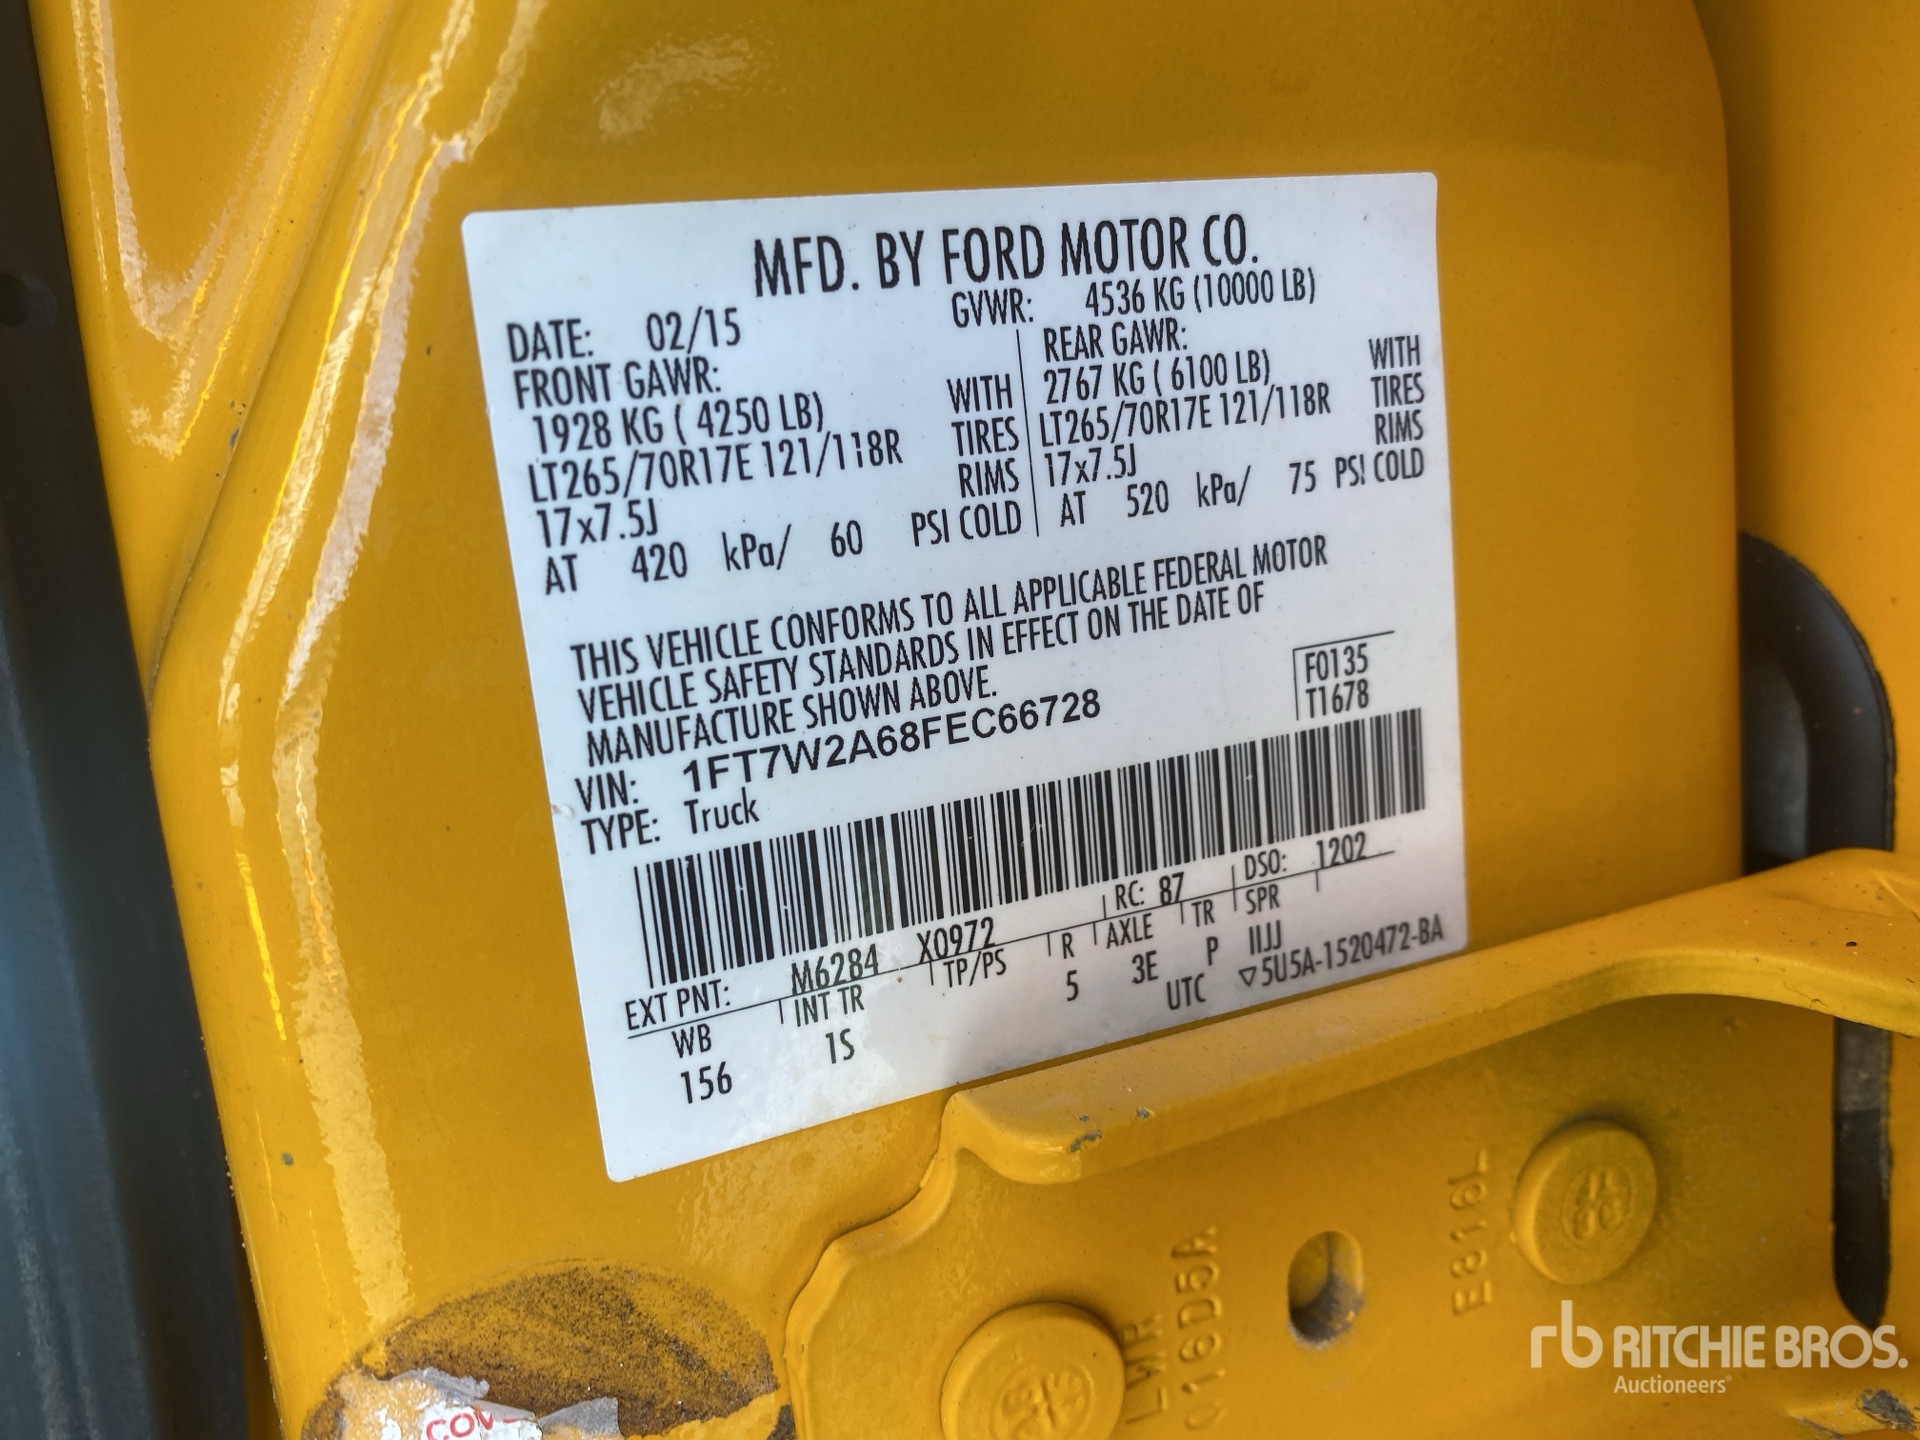 MFD. BY FORD MOTOR CO.
DATE: 02/15 GVWR: 4536 KG (10000 LB)
FRONT GAWR: REAR GAWR:
1928 KG ( 4250 LB) WITH 2767 KG ( 6100 LB) WITH
LT265/70R17E 121/118R TIRES LT265/70R17E 121/118R TIRES
17x7.5J RIMS 17x7.5J RIMS
AT 420 kPa/ 60 PSI COLD AT 520 kPa/ 75 PSI COLD
THIS VEHICLE CONFORMS TO ALL APPLICABLE FEDERAL MOTOR
VEHICLE SAFETY STANDARDS IN EFFECT ON THE DATE OF
MANUFACTURE SHOWN ABOVE.
F0135
T1678
VIN: 1FT7W2A68FEC66728
TYPE: Truck
EXT PNT: M6284 X0972 RC: 87 DSO: 1202
WB INT TR TP/PS R AXLE TR SPR
156 1S 5 3E P IIJJ
UTC ▽5U5A-1520472-BA
E816L
LWR
016D5A
COV
rb RITCHIE BROS.
Auctioneers